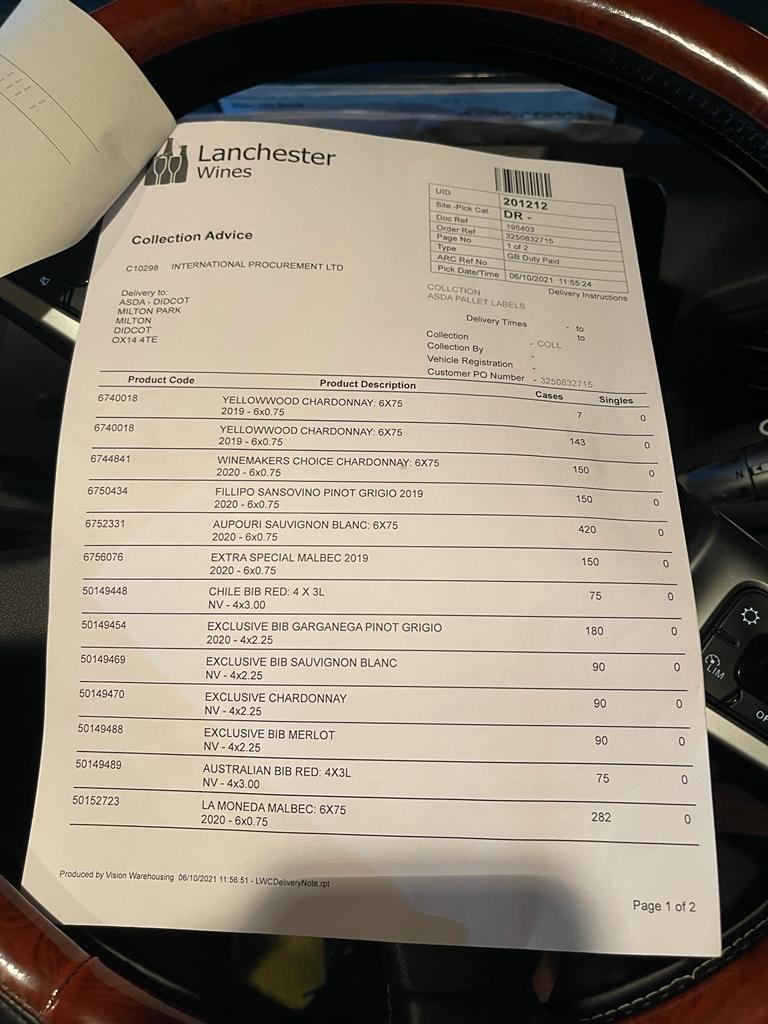 Lanchester
Wines
Collection Advice
C10298 INTERNATIONAL PROCUREMENT LTD
Delivery to:
ASDA - DIDCOT
MILTON PARK
MILTON
DIDCOT
OX14 4TE
UID 201212
Site -Pick Cat. DR -
Doc Ref 195403
Order Ref 3250832715
Page No 1 of 2
Type GB Duty Paid
ARC Ref No
Pick Date/Time 06/10/2021 11:55:24
COLLCTION Delivery Instructions
ASDA PALLET LABELS
Delivery Times - to
to
Collection - COLL
Collection By -
Vehicle Registration -
Customer PO Number - 3250832715
Product Code Product Description Cases Singles
6740018 YELLOWWOOD CHARDONNAY: 6X75 7 0
2019 - 6x0.75
6740018 YELLOWWOOD CHARDONNAY: 6X75 143 0
2019 - 6x0.75
6744841 WINEMAKERS CHOICE CHARDONNAY: 6X75 150 0
2020 - 6x0.75
6750434 FILLIPO SANSOVINO PINOT GRIGIO 2019 150 0
2020 - 6x0.75
6752331 AUPOURI SAUVIGNON BLANC: 6X75 420 0
2020 - 6x0.75
6756076 EXTRA SPECIAL MALBEC 2019 150 0
2020 - 6x0.75
50149448 CHILE BIB RED: 4 X 3L 75 0
NV - 4x3.00
50149454 EXCLUSIVE BIB GARGANEGA PINOT GRIGIO 180 0
2020 - 4x2.25
50149469 EXCLUSIVE BIB SAUVIGNON BLANC 90 0
NV - 4x2.25
50149470 EXCLUSIVE CHARDONNAY 90 0
NV - 4x2.25
50149488 EXCLUSIVE BIB MERLOT 90 0
NV - 4x2.25
50149489 AUSTRALIAN BIB RED: 4X3L 75 0
NV - 4x3.00
50152723 LA MONEDA MALBEC: 6X75 282 0
2020 - 6x0.75
Produced by Vision Warehousing 06/10/2021 11:56:51 - LWCDeliveryNote.rpt
Page 1 of 2
LIM
N